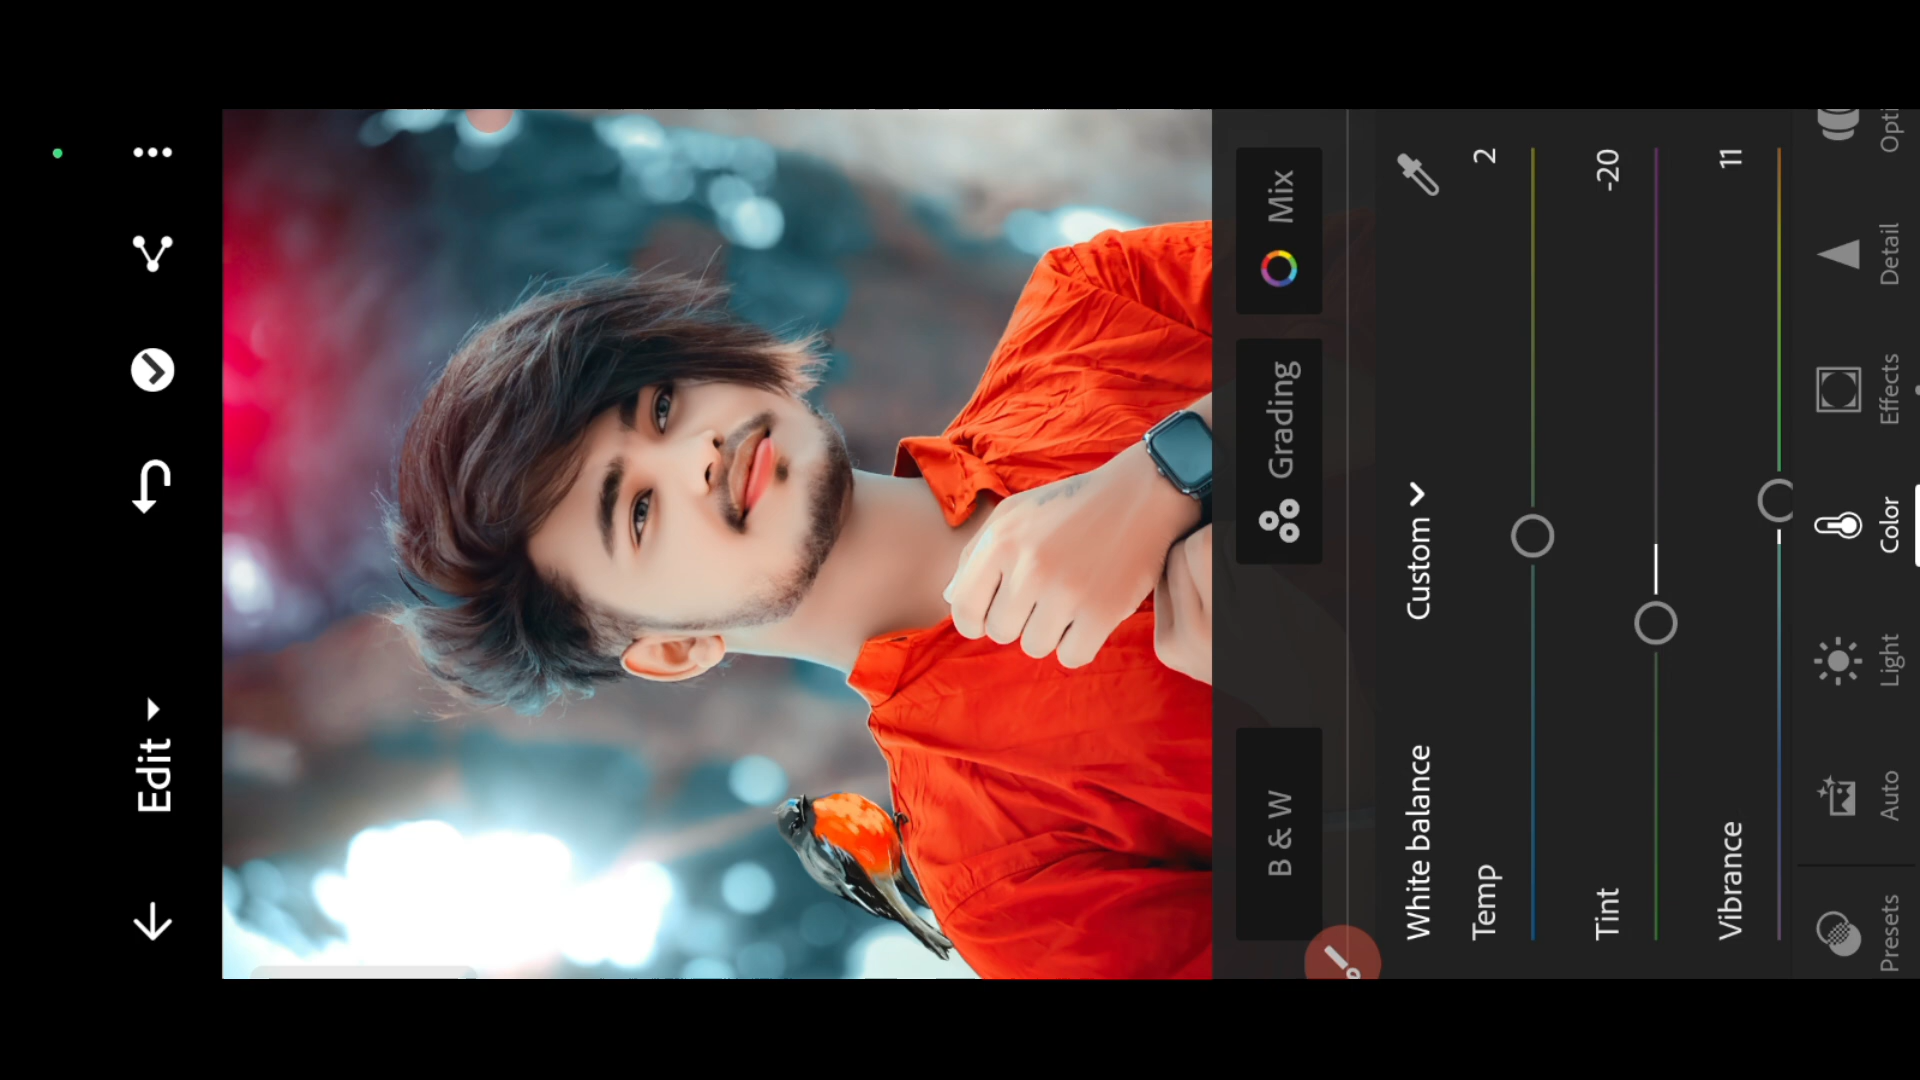 Edit
B & W
Grading
Mix
White balance
Custom
Temp
2
Tint
-20
Vibrance
11
Presets
Auto
Light
Color
Effects
Detail
Opti